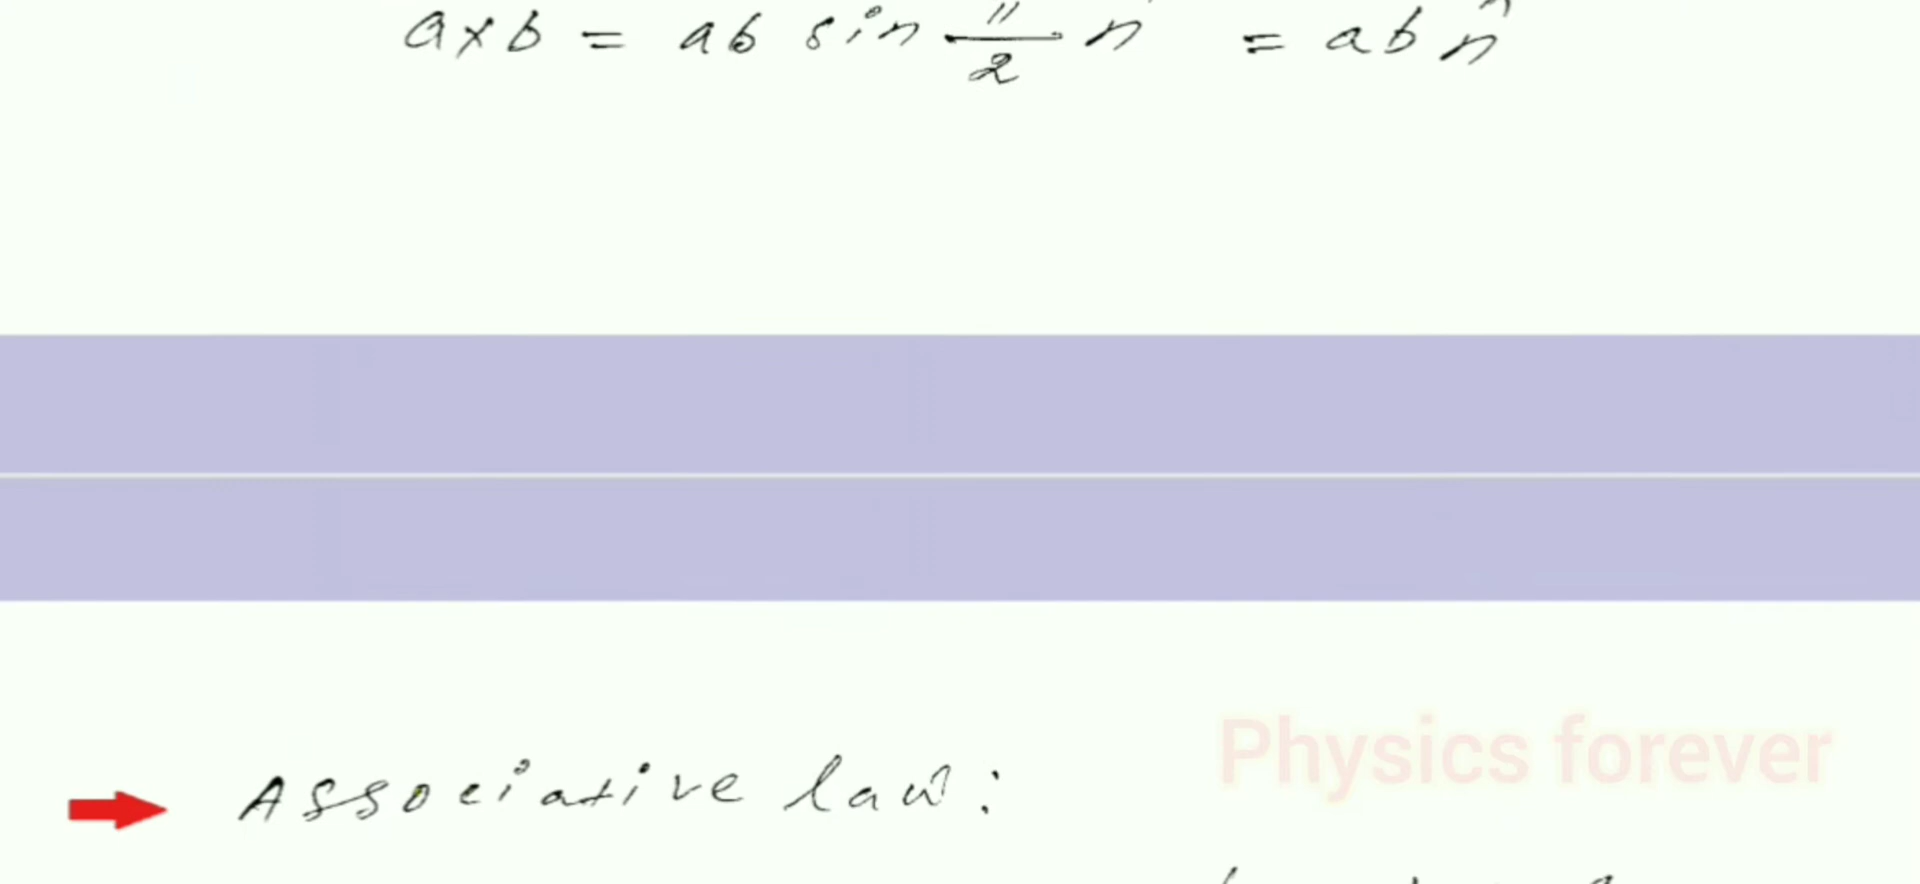 a×b = ab sin π/2 n̂ = ab n̂
Physics forever
Associative law: